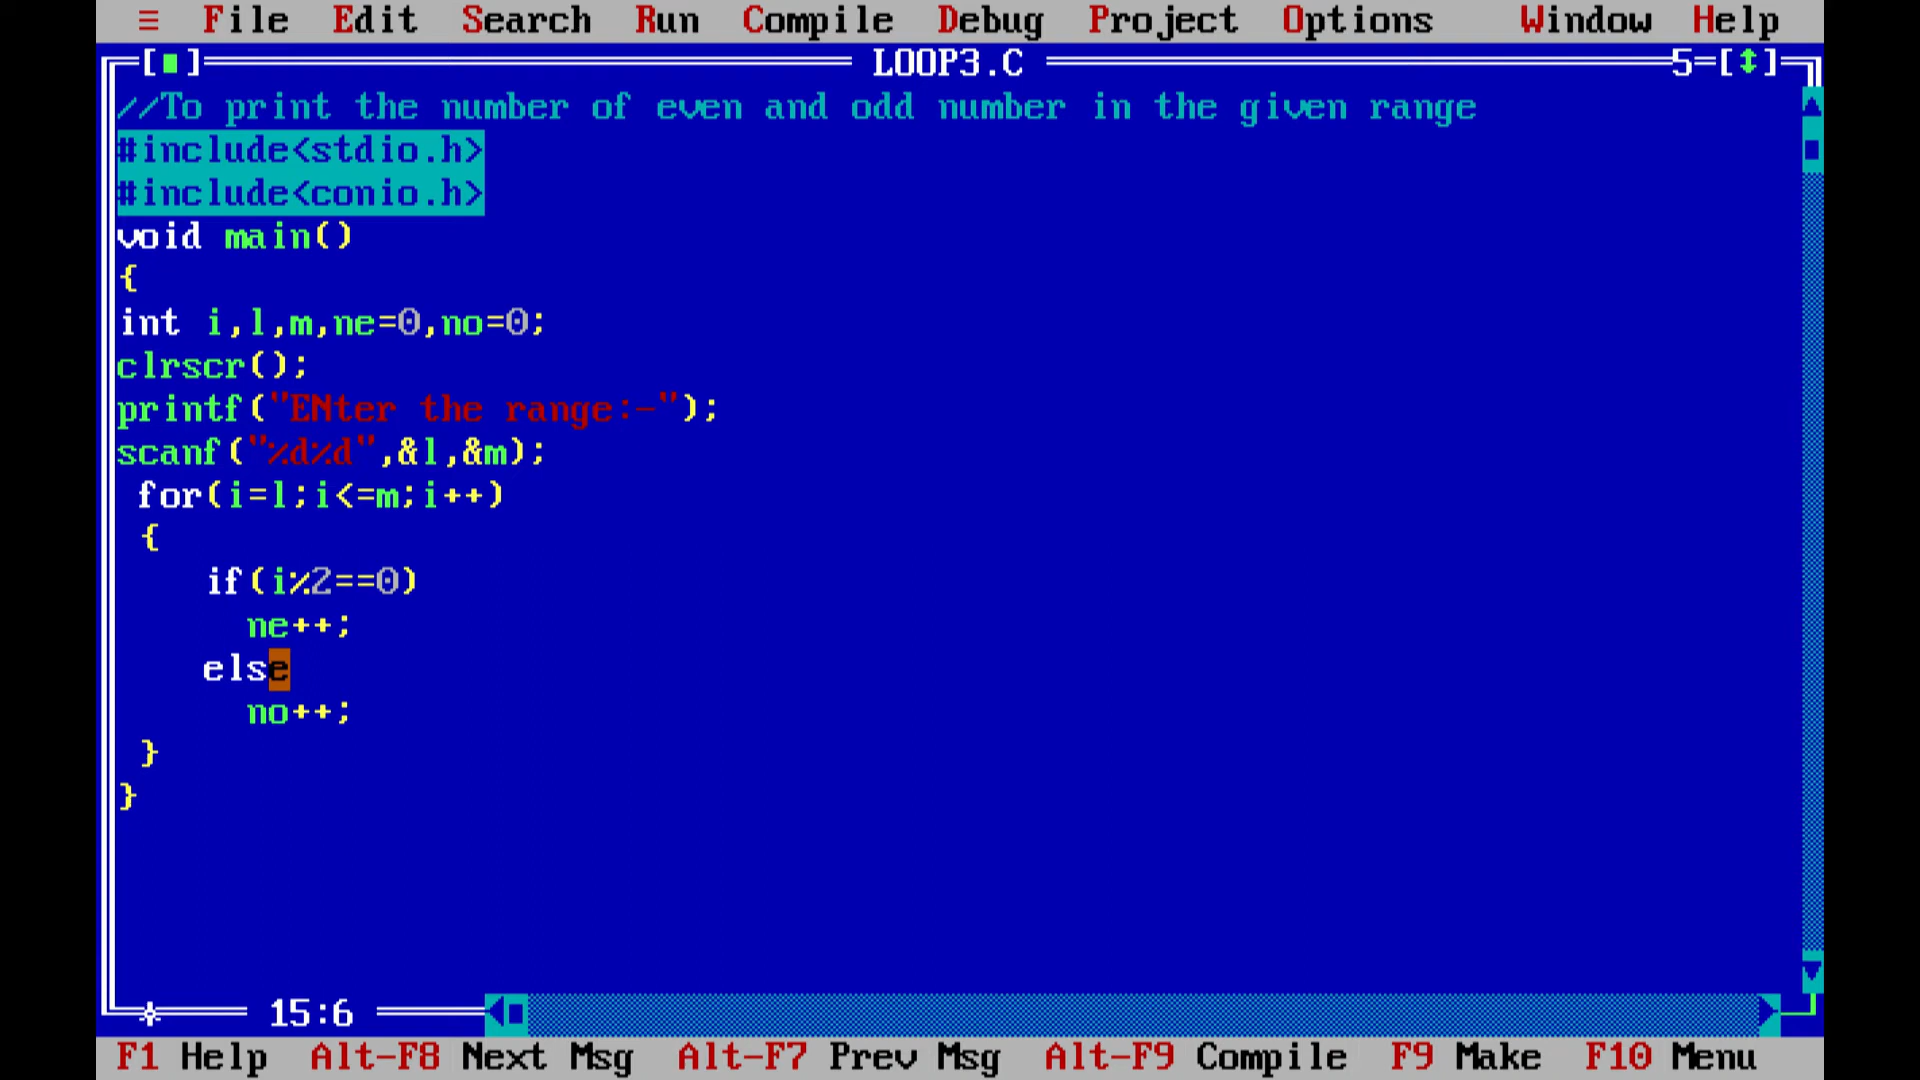 ≡ File Edit Search Run Compile Debug Project Options Window Help
[■] LOOP3.C 5=[↕]
//To print the number of even and odd number in the given range
#include<stdio.h>
#include<conio.h>
void main()
{
int i,l,m,ne=0,no=0;
clrscr();
printf("ENter the range:-");
scanf("%d%d",&l,&m);
for(i=l;i<=m;i++)
{
if(i%2==0)
ne++;
else
no++;
}
}
15:6
F1 Help Alt-F8 Next Msg Alt-F7 Prev Msg Alt-F9 Compile F9 Make F10 Menu